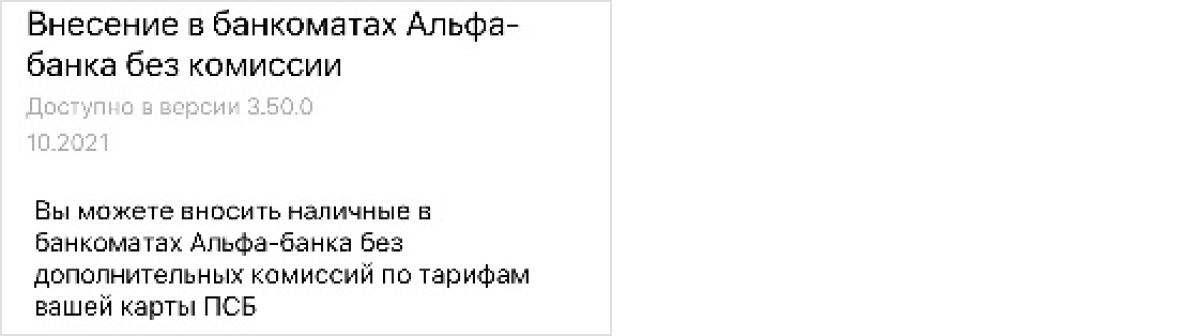 Внесение в банкоматах Альфа-
банка без комиссии
Доступно в версии 3.50.0
10.2021
Вы можете вносить наличные в
банкоматах Альфа-банка без
дополнительных комиссий по тарифам
вашей карты ПСБ